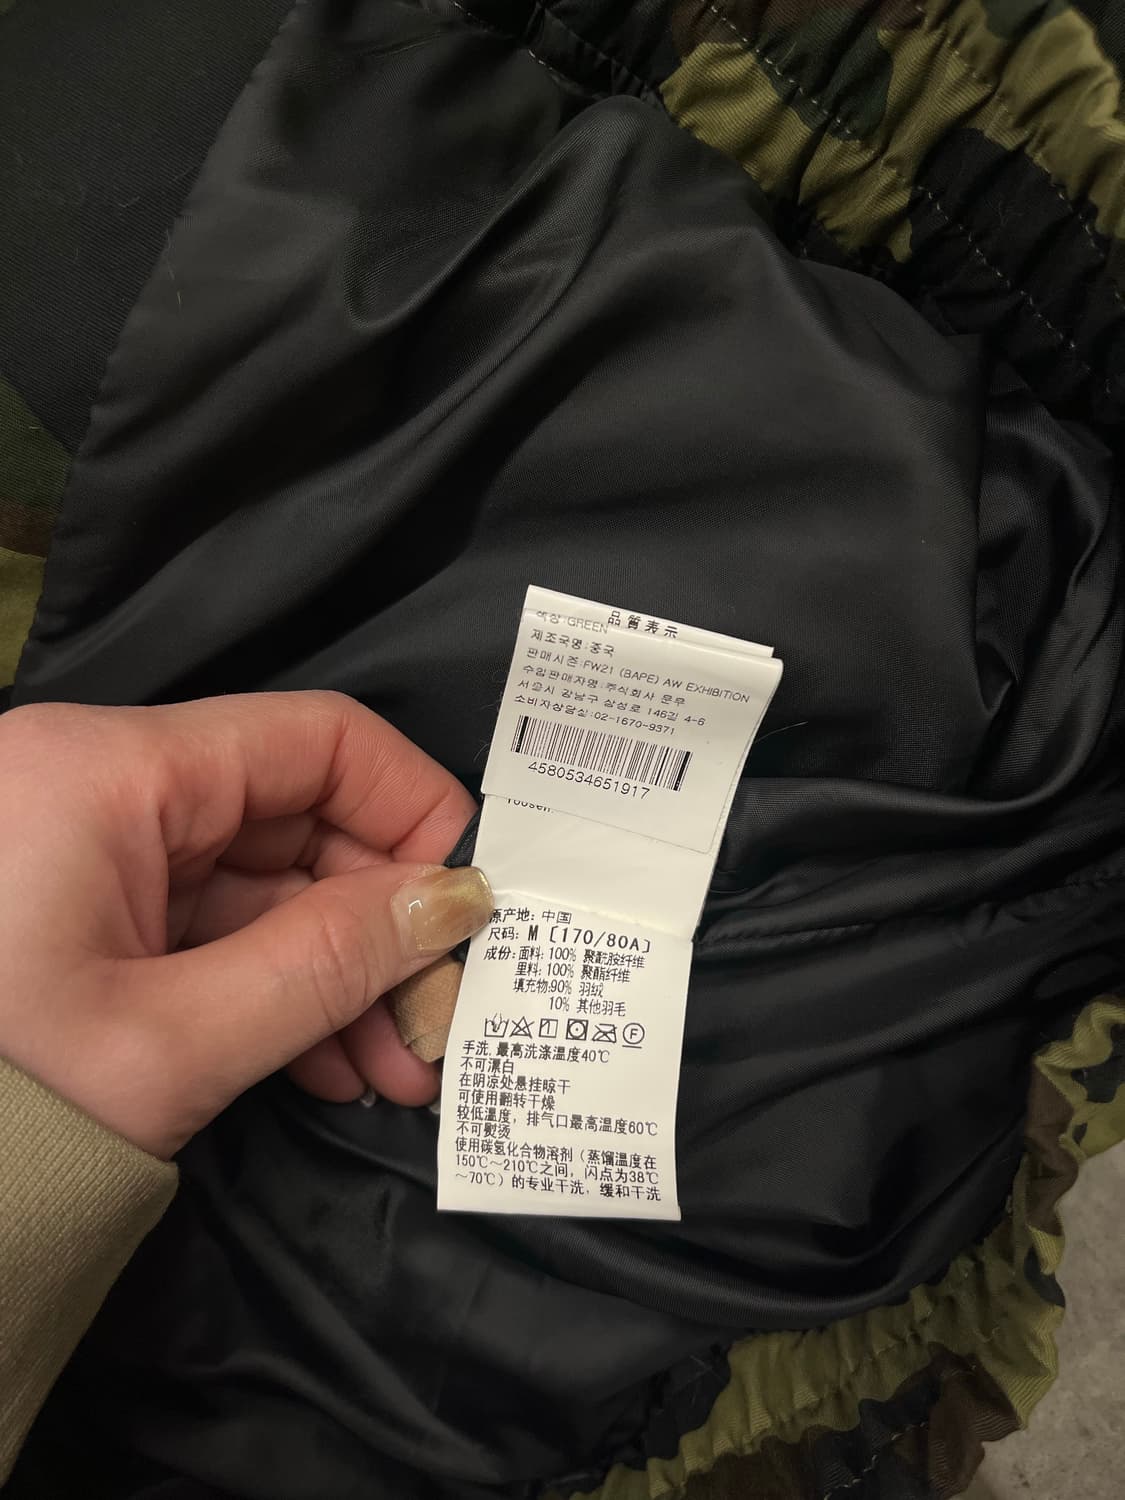 品質表示
색상:GREEN
제조국명:중국
판매시즌:FW21 (BAPE) AW EXHIBITION
수입판매자명:주식회사 문무
서울시 강남구 삼성로 146길 4-6
소비자상담실:02-1670-9371
4580534651917
loosen.
原产地: 中国
尺码: M [170/80A]
成份: 面料: 100% 聚酰胺纤维
里料: 100% 聚酯纤维
填充物:90% 羽绒
10% 其他羽毛
F
手洗, 最高洗涤温度40℃
不可漂白
在阴凉处悬挂晾干
可使用翻转干燥
较低温度, 排气口最高温度60℃
不可熨烫
使用碳氢化合物溶剂 (蒸馏温度在
150℃~210℃之间, 闪点为38℃
~70℃) 的专业干洗, 缓和干洗